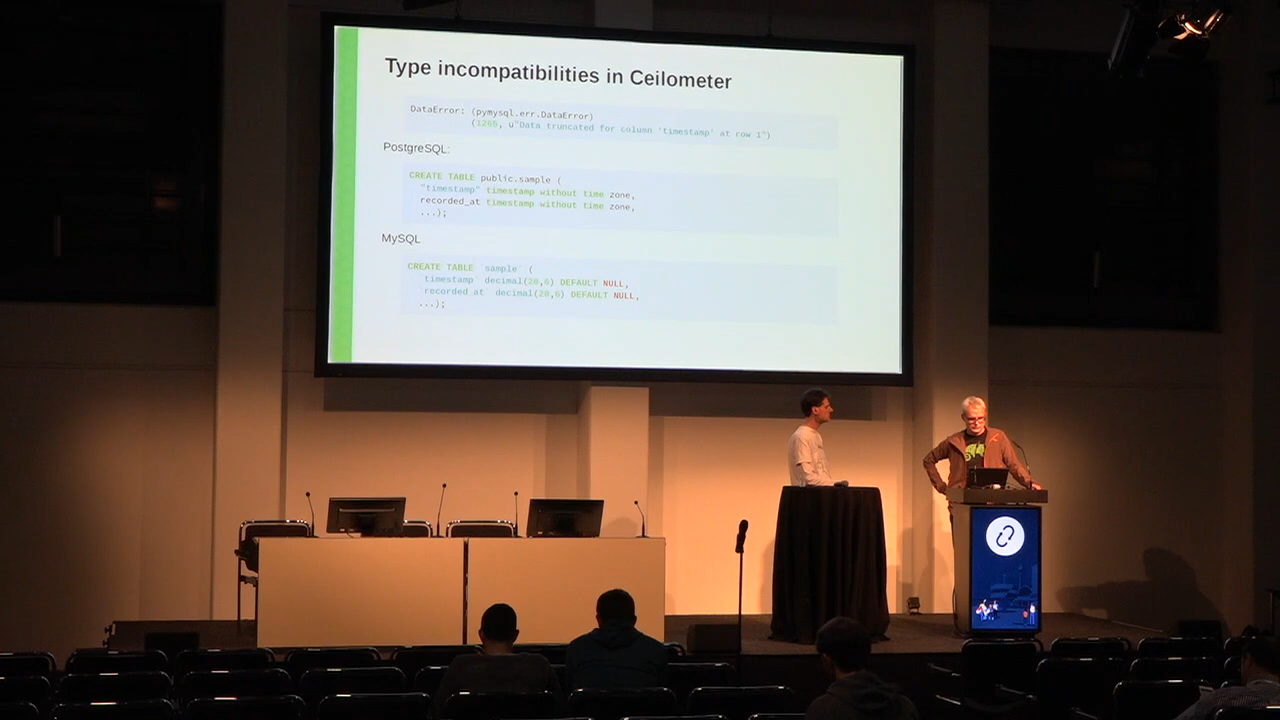 Type incompatibilities in Ceilometer
DataError: (pymysql.err.DataError)
(1265, u"Data truncated for column 'timestamp' at row 1")
PostgreSQL:
CREATE TABLE public.sample (
"timestamp" timestamp without time zone,
recorded_at timestamp without time zone,
...);
MySQL
CREATE TABLE `sample` (
`timestamp` decimal(20,6) DEFAULT NULL,
`recorded_at` decimal(20,6) DEFAULT NULL,
...);